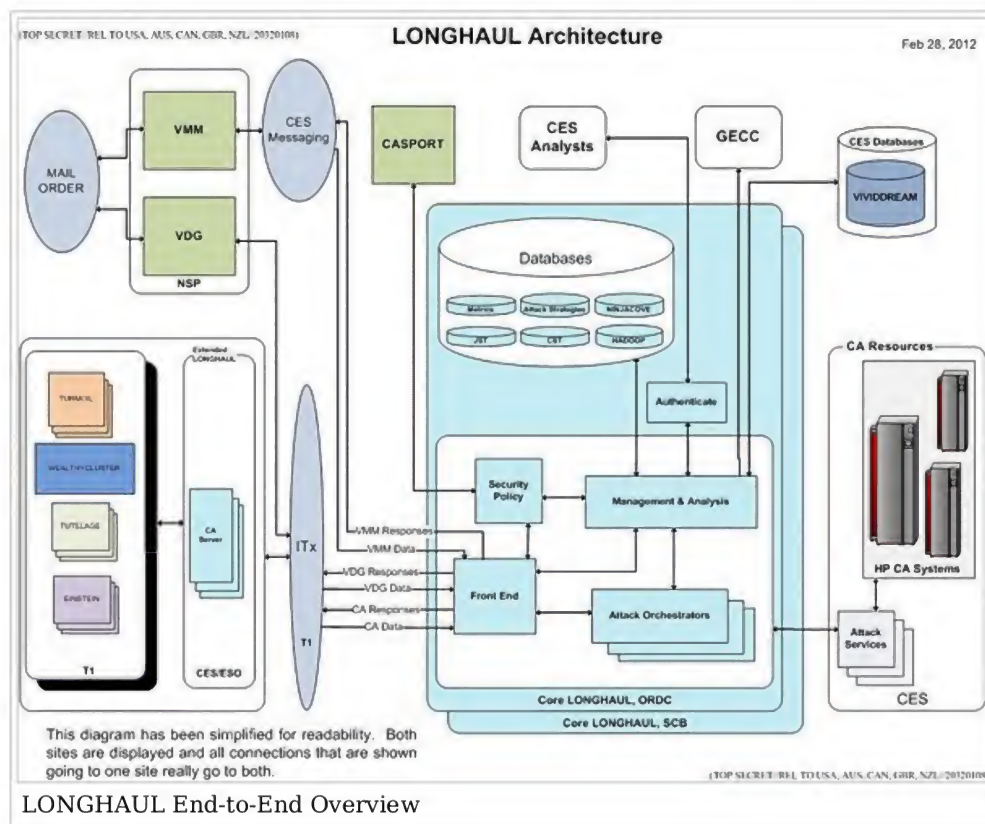 (TOP SECRET//REL TO USA, AUS, CAN, GBR, NZL//20320108)
LONGHAUL Architecture
Feb 28, 2012
VMM
CES
Messaging
CASPORT
CES
Analysts
GECC
CES Databases
VIVIDDREAM
MAIL
ORDER
VDG
NSP
Databases
Metrics
Attack Strategies
NINJACOVE
JST
CST
HADOOP
Extended
LONGHAUL
TURMOIL
WEALTHYCLUSTER
TUTELAGE
EINSTEIN
T1
CA
Server
CES/ESO
ITx
T1
Authenticate
Security
Policy
Management & Analysis
VMM Responses
VMM Data
VDG Responses
VDG Data
CA Responses
CA Data
Front End
Attack Orchestrators
CA Resources
HP CA Systems
Attack
Services
CES
Core LONGHAUL, ORDC
Core LONGHAUL, SCB
This diagram has been simplified for readability. Both
sites are displayed and all connections that are shown
going to one site really go to both.
(TOP SECRET//REL TO USA, AUS, CAN, GBR, NZL//20320108
LONGHAUL End-to-End Overview